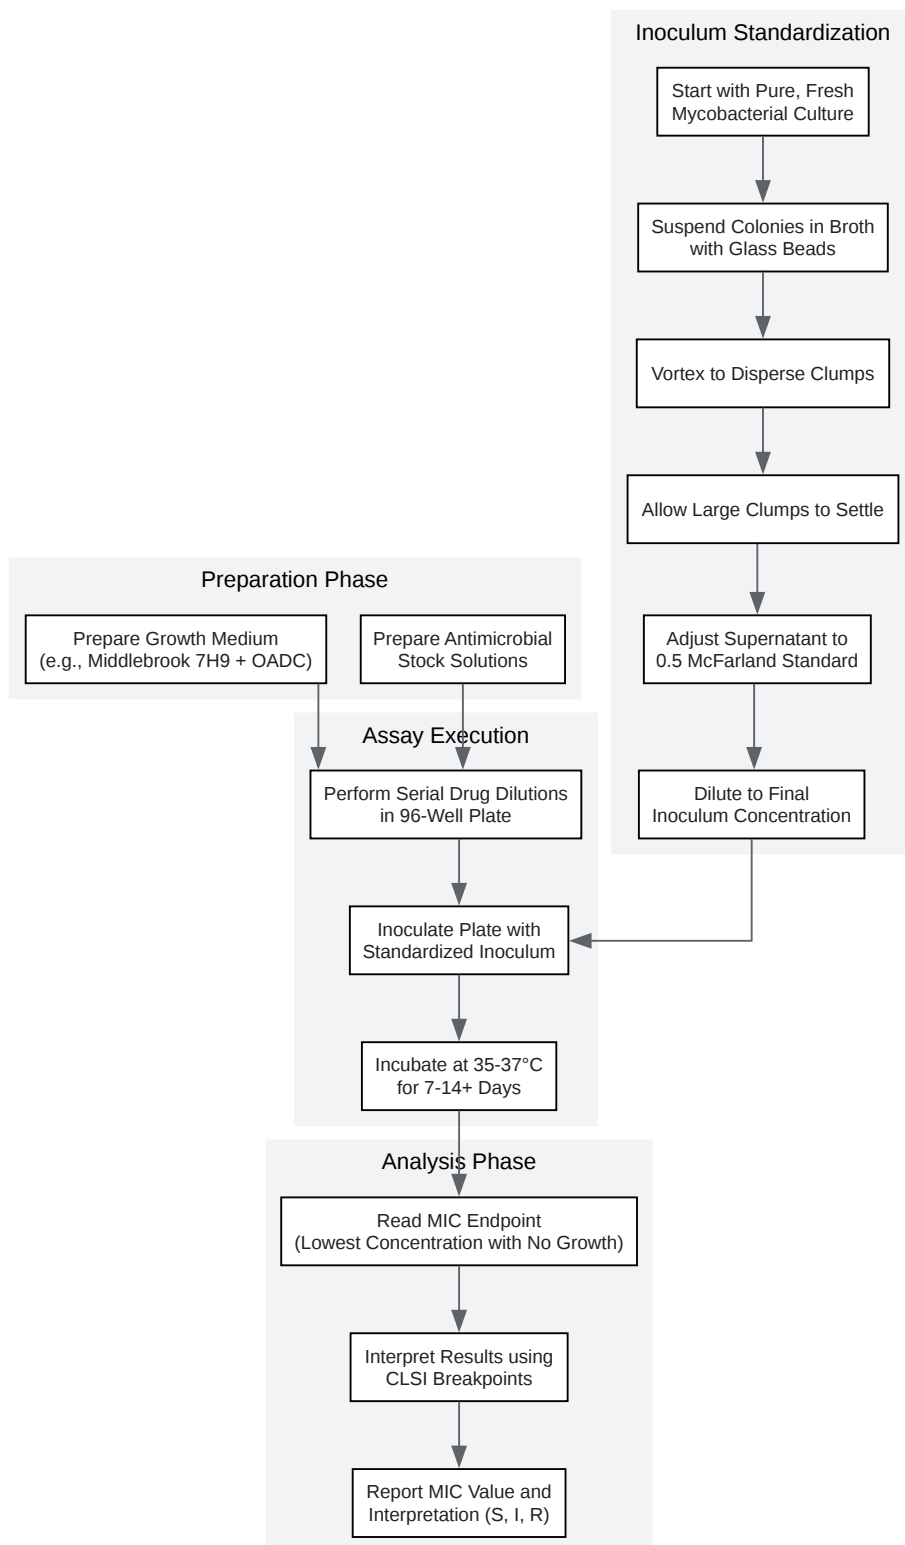 Inoculum Standardization
Start with Pure, Fresh
Mycobacterial Culture
Suspend Colonies in Broth
with Glass Beads
Vortex to Disperse Clumps
Allow Large Clumps to Settle
Adjust Supernatant to
0.5 McFarland Standard
Dilute to Final
Inoculum Concentration
Preparation Phase
Prepare Growth Medium
(e.g., Middlebrook 7H9 + OADC)
Prepare Antimicrobial
Stock Solutions
Assay Execution
Perform Serial Drug Dilutions
in 96-Well Plate
Inoculate Plate with
Standardized Inoculum
Incubate at 35-37°C
for 7-14+ Days
Analysis Phase
Read MIC Endpoint
(Lowest Concentration with No Growth)
Interpret Results using
CLSI Breakpoints
Report MIC Value and
Interpretation (S, I, R)